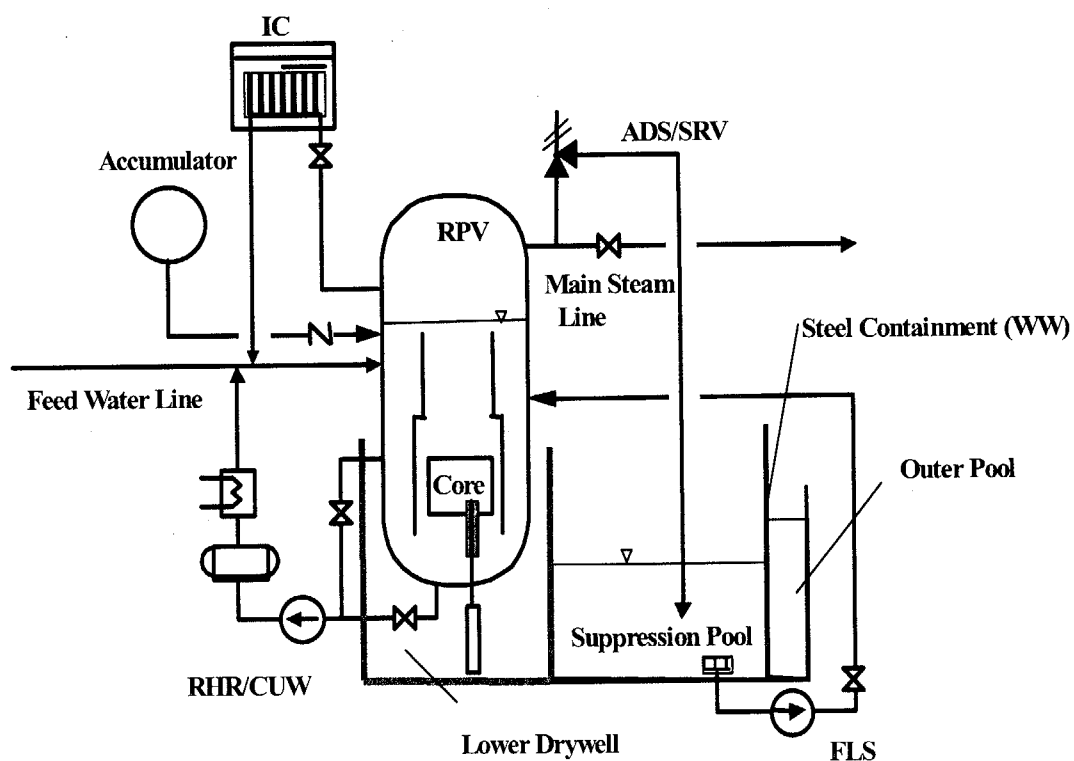 IC
ADS/SRV
Accumulator
RPV
Main Steam
Line
Steel Containment (WW)
Feed Water Line
Outer Pool
Core
Suppression Pool
RHR/CUW
Lower Drywell
FLS